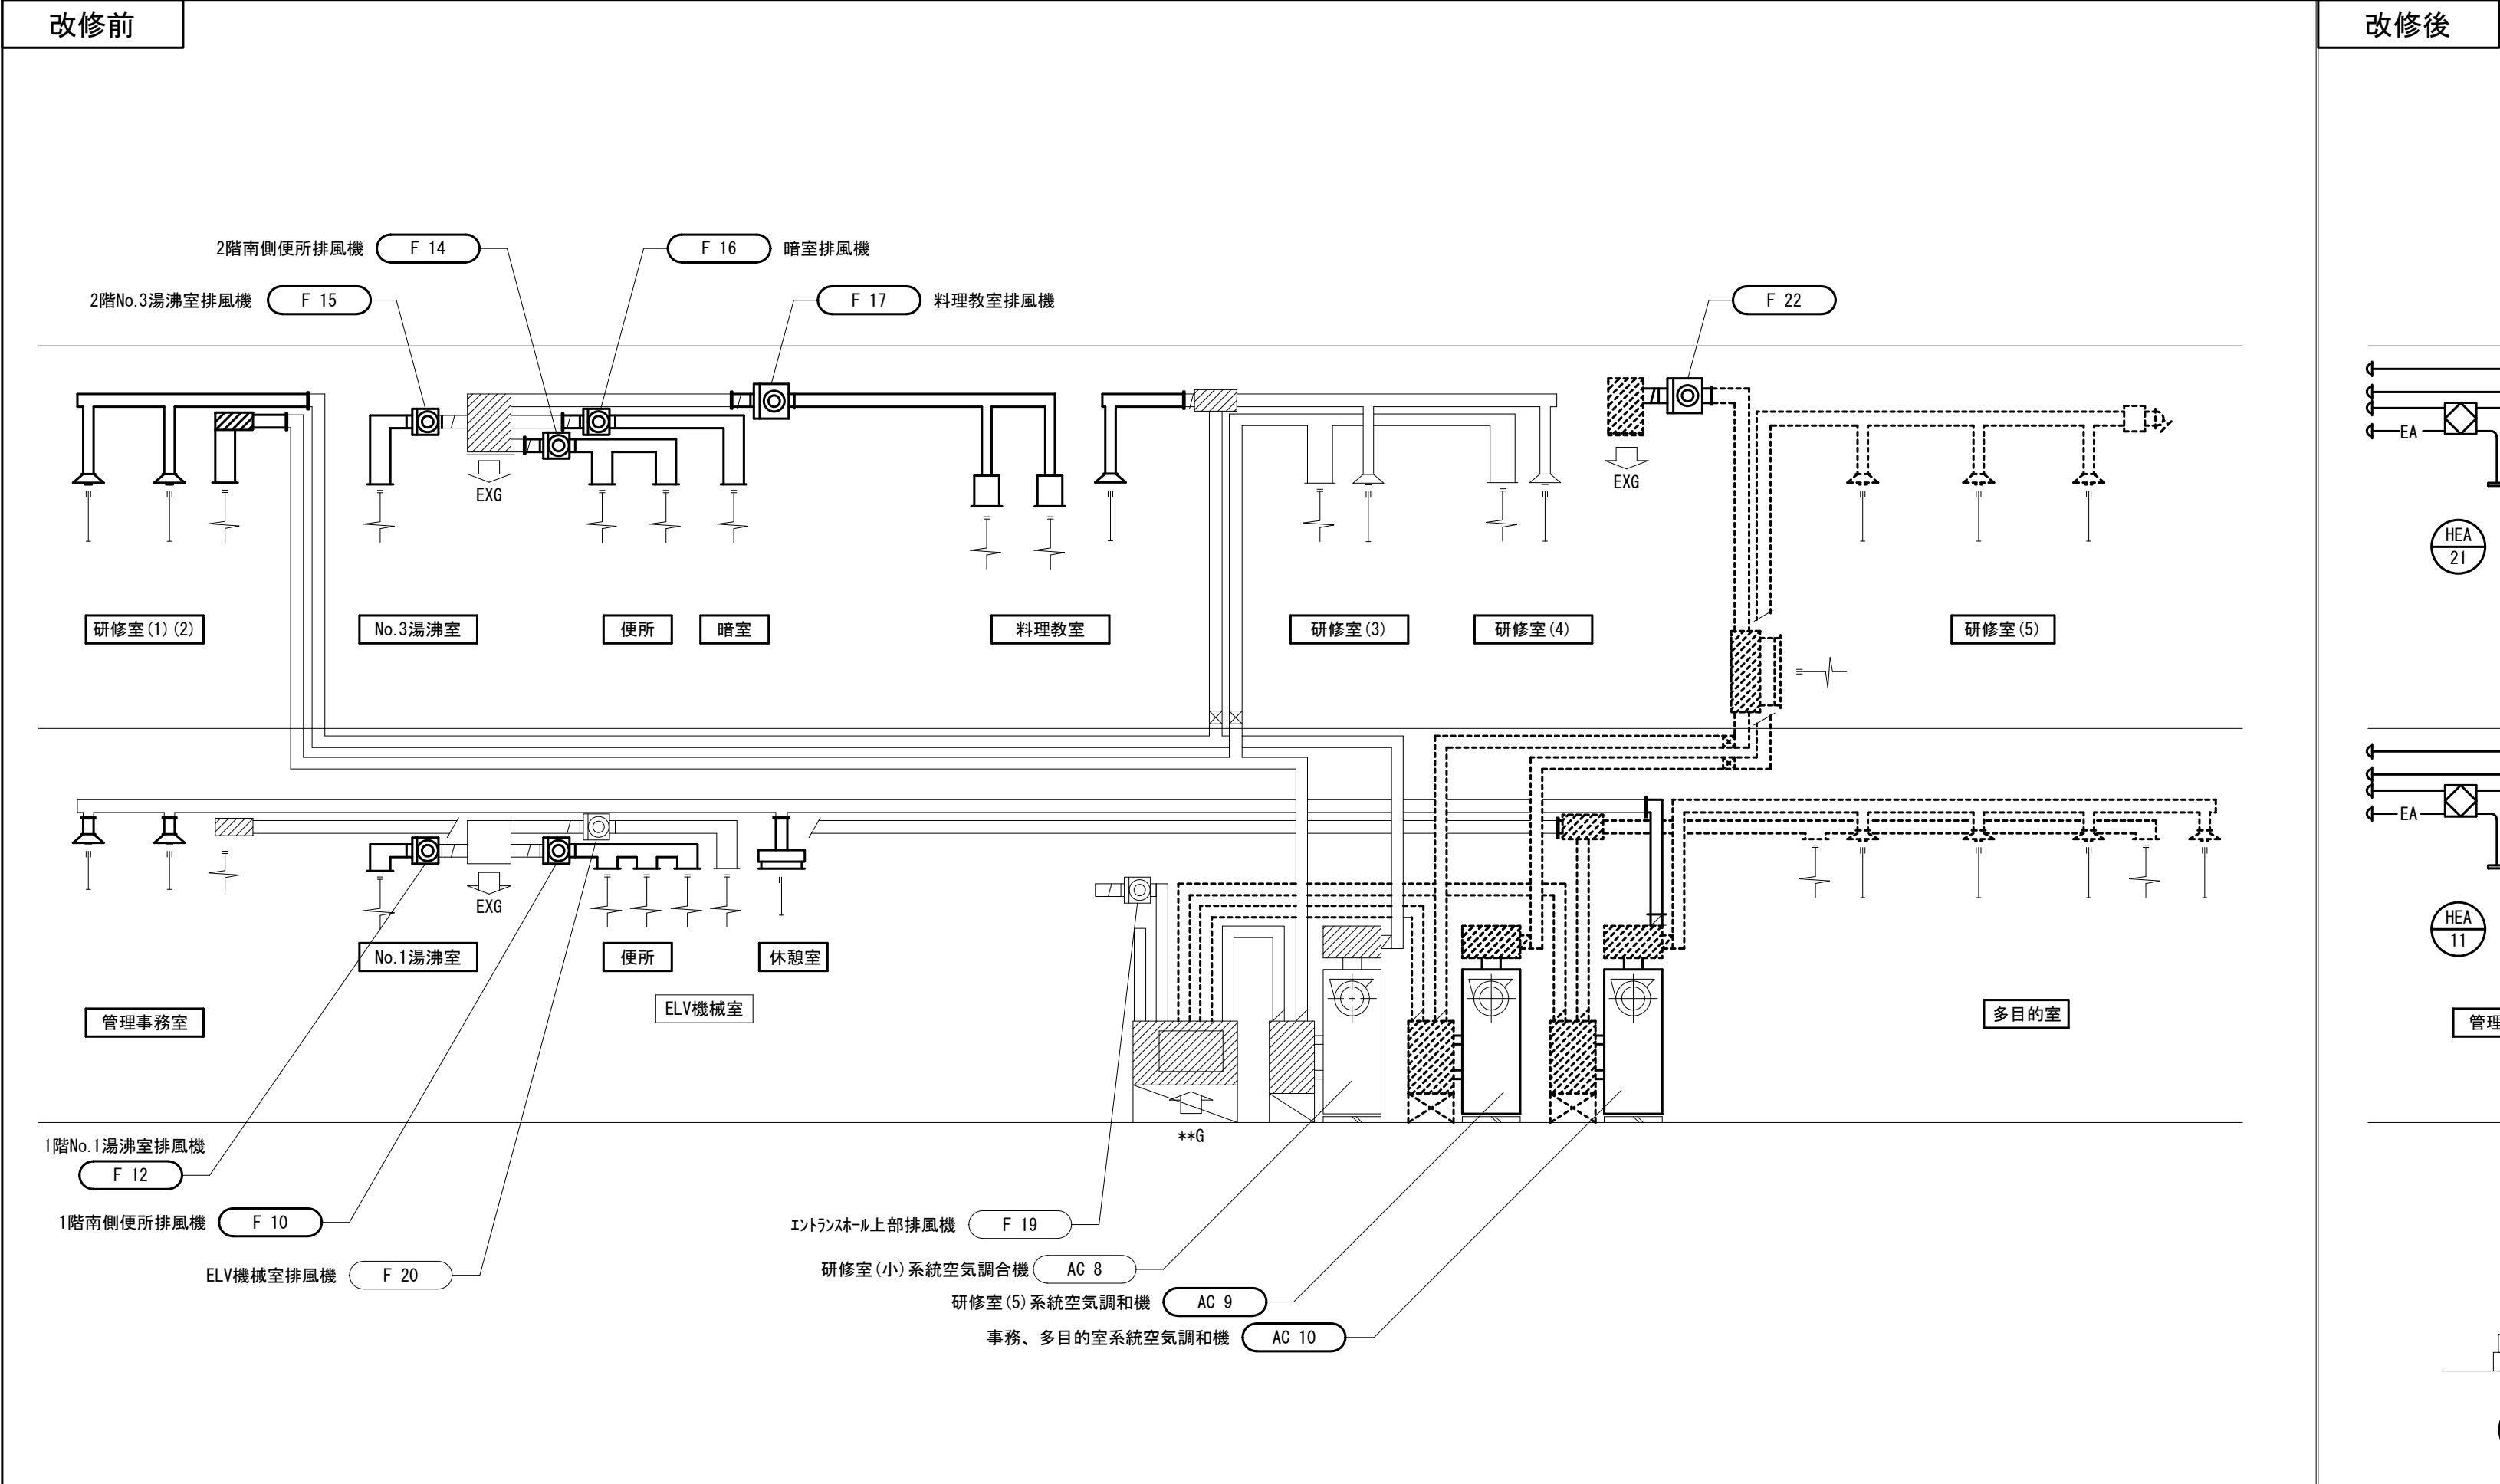 改修前
改修後
2階南側便所排風機 F 14
F 16 暗室排風機
2階No.3湯沸室排風機 F 15
F 17 料理教室排風機
F 22
EA
EXG
EXG
HEA
21
研修室(1)(2)
No.3湯沸室
便所
暗室
料理教室
研修室(3)
研修室(4)
研修室(5)
EA
EXG
HEA
11
No.1湯沸室
便所
休憩室
ELV機械室
管理事務室
多目的室
管理
**G
1階No.1湯沸室排風機
F 12
1階南側便所排風機 F 10
エントランスホール上部排風機 F 19
ELV機械室排風機 F 20
研修室(小)系統空気調合機 AC 8
研修室(5)系統空気調和機 AC 9
事務、多目的室系統空気調和機 AC 10